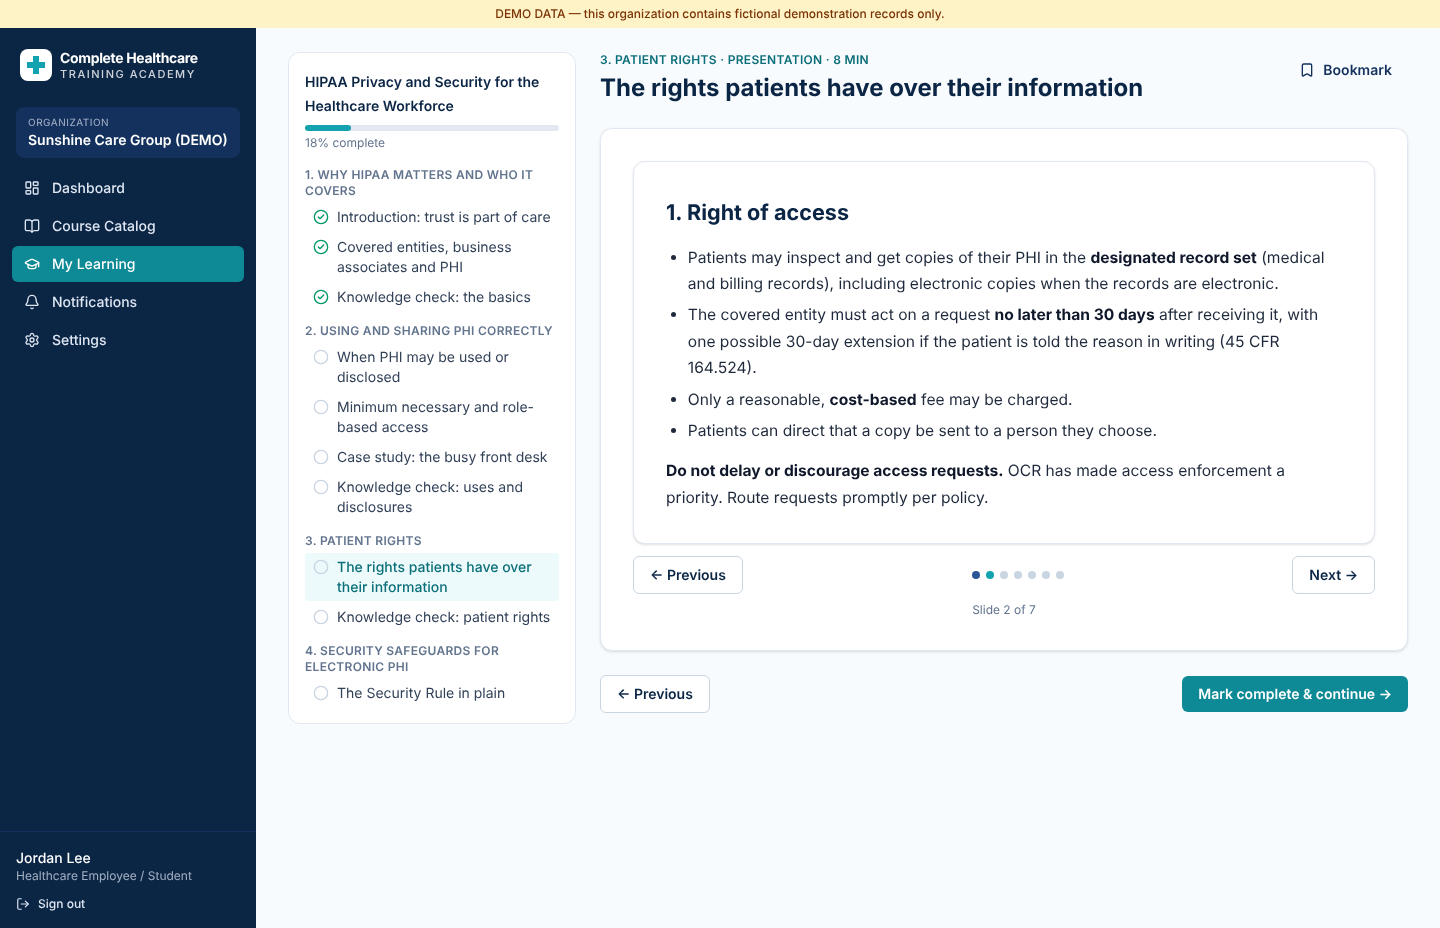 DEMO DATA — this organization contains fictional demonstration records only.
Complete Healthcare
TRAINING ACADEMY
ORGANIZATION
Sunshine Care Group (DEMO)
Dashboard
Course Catalog
My Learning
Notifications
Settings
Jordan Lee
Healthcare Employee / Student
Sign out
HIPAA Privacy and Security for the
Healthcare Workforce
18% complete
1. WHY HIPAA MATTERS AND WHO IT
COVERS
Introduction: trust is part of care
Covered entities, business
associates and PHI
Knowledge check: the basics
2. USING AND SHARING PHI CORRECTLY
When PHI may be used or
disclosed
Minimum necessary and role-
based access
Case study: the busy front desk
Knowledge check: uses and
disclosures
3. PATIENT RIGHTS
The rights patients have over
their information
Knowledge check: patient rights
4. SECURITY SAFEGUARDS FOR
ELECTRONIC PHI
The Security Rule in plain
3. PATIENT RIGHTS · PRESENTATION · 8 MIN
The rights patients have over their information
Bookmark
1. Right of access
• Patients may inspect and get copies of their PHI in the designated record set (medical
and billing records), including electronic copies when the records are electronic.
• The covered entity must act on a request no later than 30 days after receiving it, with
one possible 30-day extension if the patient is told the reason in writing (45 CFR
164.524).
• Only a reasonable, cost-based fee may be charged.
• Patients can direct that a copy be sent to a person they choose.
Do not delay or discourage access requests. OCR has made access enforcement a
priority. Route requests promptly per policy.
← Previous
Next →
Slide 2 of 7
← Previous
Mark complete & continue →